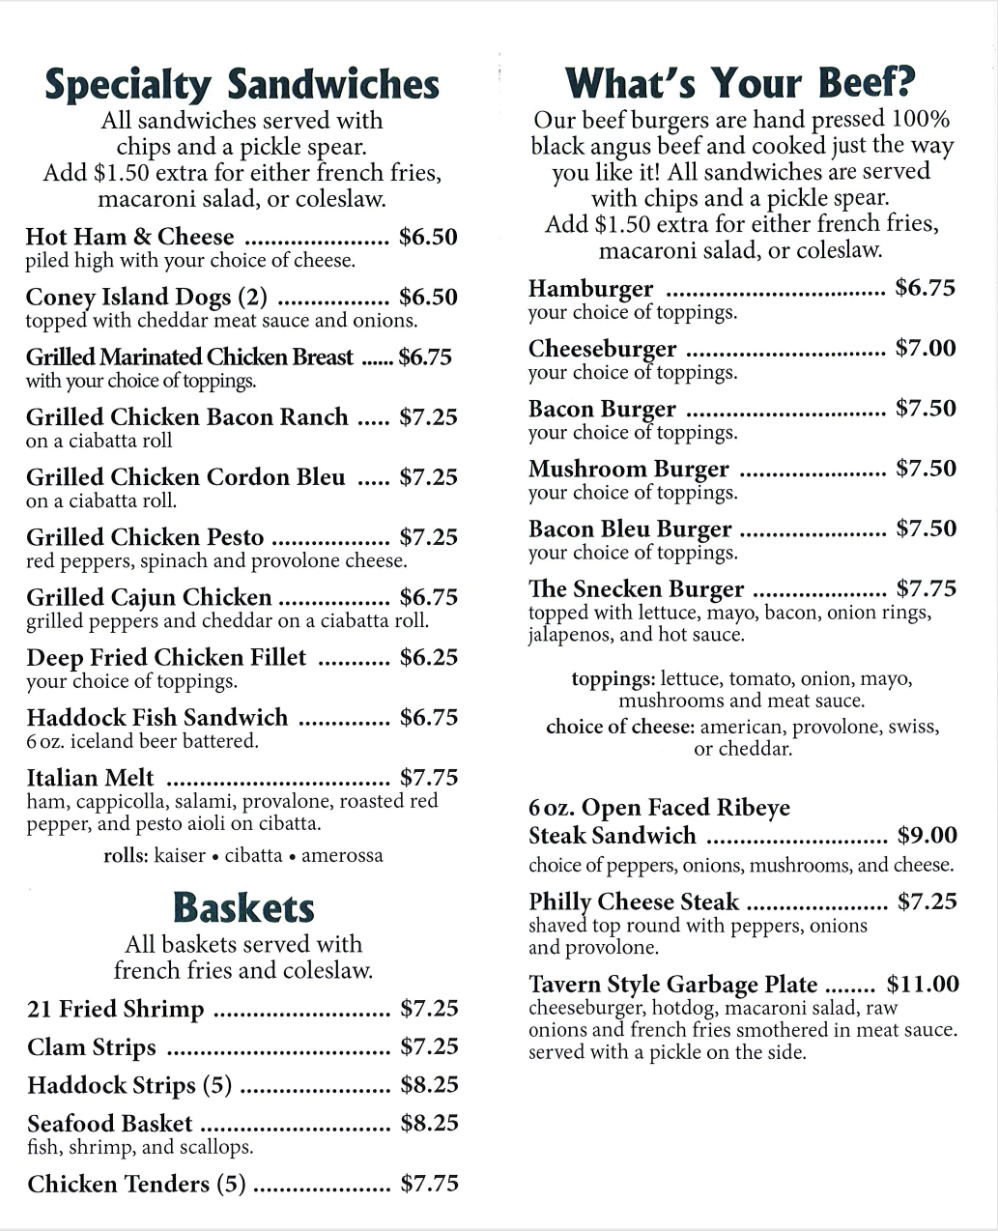 Specialty Sandwiches
All sandwiches served with
chips and a pickle spear.
Add $1.50 extra for either french fries,
macaroni salad, or coleslaw.
Hot Ham & Cheese ...................... $6.50
piled high with your choice of cheese.
Coney Island Dogs (2) ................. $6.50
topped with cheddar meat sauce and onions.
Grilled Marinated Chicken Breast ...... $6.75
with your choice of toppings.
Grilled Chicken Bacon Ranch ..... $7.25
on a ciabatta roll
Grilled Chicken Cordon Bleu ..... $7.25
on a ciabatta roll.
Grilled Chicken Pesto .................. $7.25
red peppers, spinach and provolone cheese.
Grilled Cajun Chicken ................. $6.75
grilled peppers and cheddar on a ciabatta roll.
Deep Fried Chicken Fillet ........... $6.25
your choice of toppings.
Haddock Fish Sandwich .............. $6.75
6 oz. iceland beer battered.
Italian Melt .................................. $7.75
ham, cappicolla, salami, provalone, roasted red
pepper, and pesto aioli on cibatta.
rolls: kaiser • cibatta • amerossa
Baskets
All baskets served with
french fries and coleslaw.
21 Fried Shrimp ........................... $7.25
Clam Strips .................................. $7.25
Haddock Strips (5) ....................... $8.25
Seafood Basket ............................. $8.25
fish, shrimp, and scallops.
Chicken Tenders (5) ..................... $7.75
What's Your Beef?
Our beef burgers are hand pressed 100%
black angus beef and cooked just the way
you like it! All sandwiches are served
with chips and a pickle spear.
Add $1.50 extra for either french fries,
macaroni salad, or coleslaw.
Hamburger ................................. $6.75
your choice of toppings.
Cheeseburger .............................. $7.00
your choice of toppings.
Bacon Burger .............................. $7.50
your choice of toppings.
Mushroom Burger ...................... $7.50
your choice of toppings.
Bacon Bleu Burger ...................... $7.50
your choice of toppings.
The Snecken Burger .................... $7.75
topped with lettuce, mayo, bacon, onion rings,
jalapenos, and hot sauce.
toppings: lettuce, tomato, onion, mayo,
mushrooms and meat sauce.
choice of cheese: american, provolone, swiss,
or cheddar.
6 oz. Open Faced Ribeye
Steak Sandwich ........................... $9.00
choice of peppers, onions, mushrooms, and cheese.
Philly Cheese Steak ..................... $7.25
shaved top round with peppers, onions
and provolone.
Tavern Style Garbage Plate ........ $11.00
cheeseburger, hotdog, macaroni salad, raw
onions and french fries smothered in meat sauce.
served with a pickle on the side.